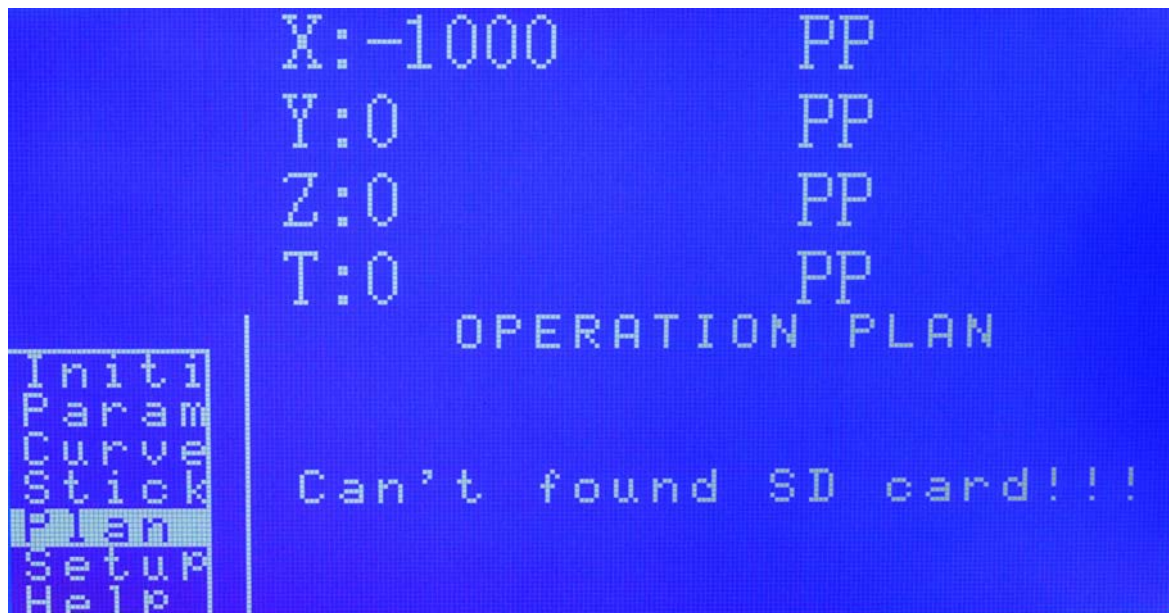 X:-1000 PP
Y:0 PP
Z:0 PP
T:0 PP
OPERATION PLAN
Initi
Param
Curve
Stick
Plan
Setup
Help
Can't found SD card!!!